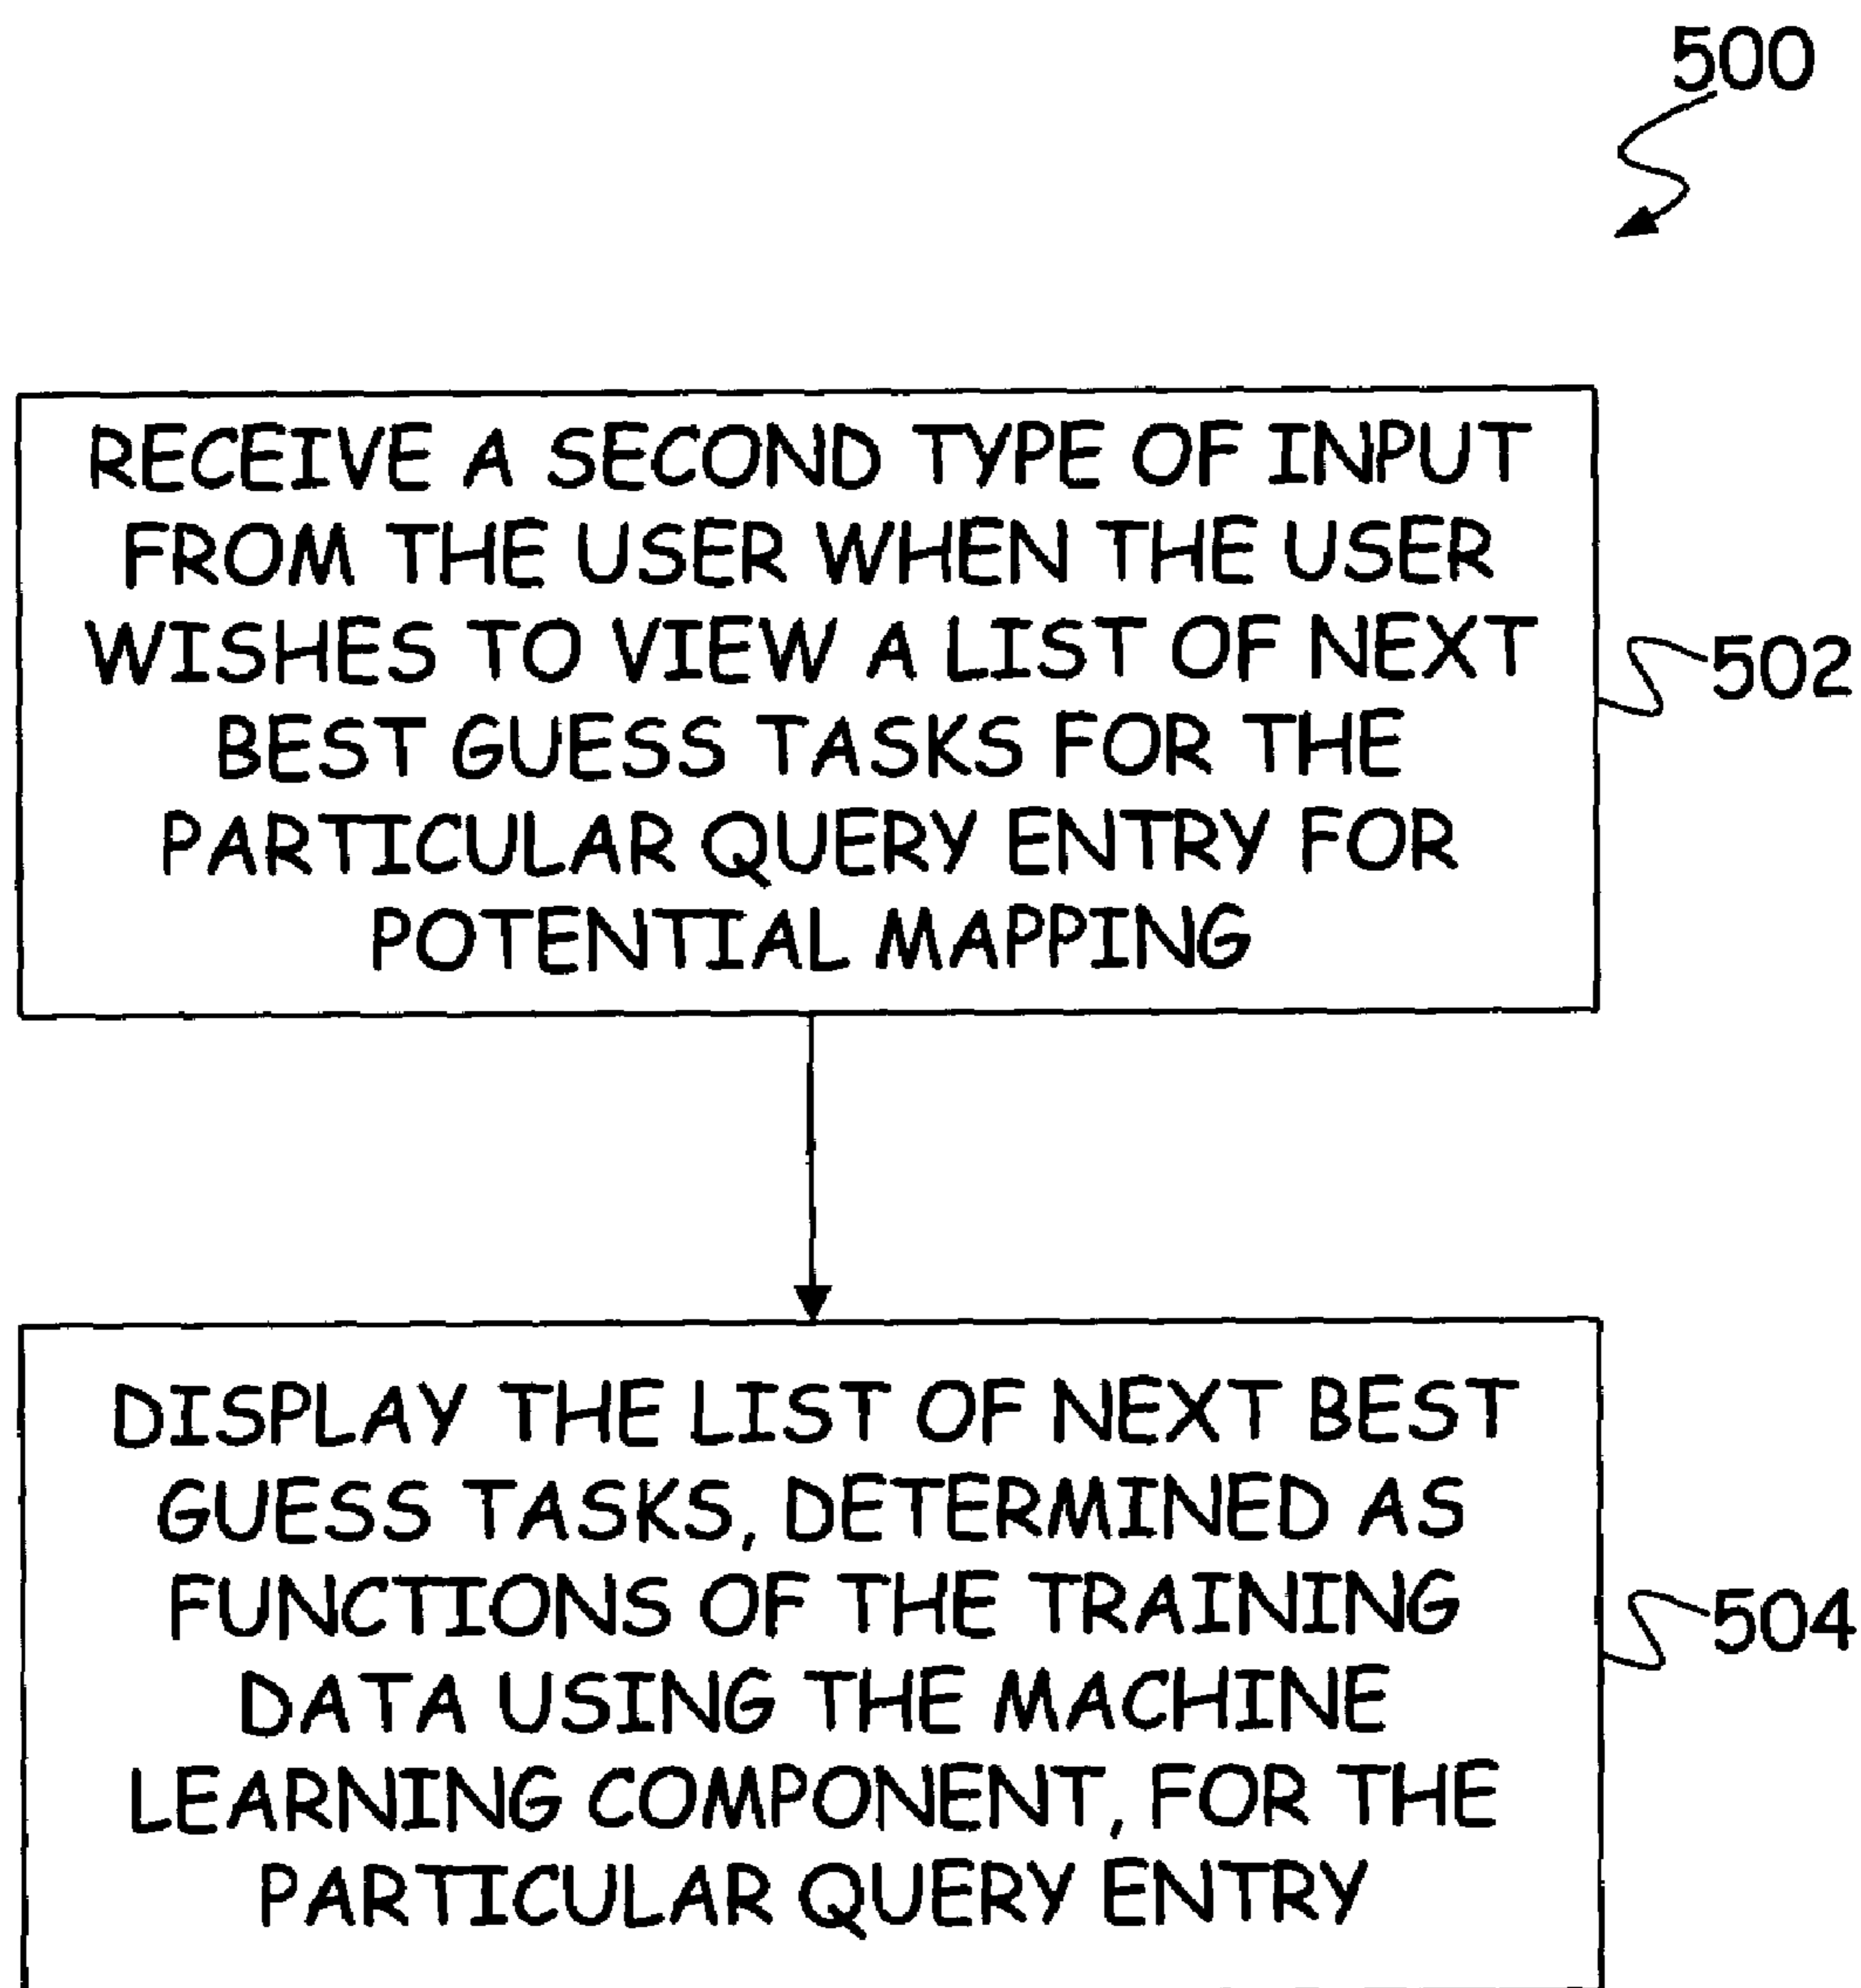 500
RECEIVE A SECOND TYPE OF INPUT
FROM THE USER WHEN THE USER
WISHES TO VIEW A LIST OF NEXT
BEST GUESS TASKS FOR THE
PARTICULAR QUERY ENTRY FOR
POTENTIAL MAPPING
502
DISPLAY THE LIST OF NEXT BEST
GUESS TASKS, DETERMINED AS
FUNCTIONS OF THE TRAINING
DATA USING THE MACHINE
LEARNING COMPONENT, FOR THE
PARTICULAR QUERY ENTRY
504